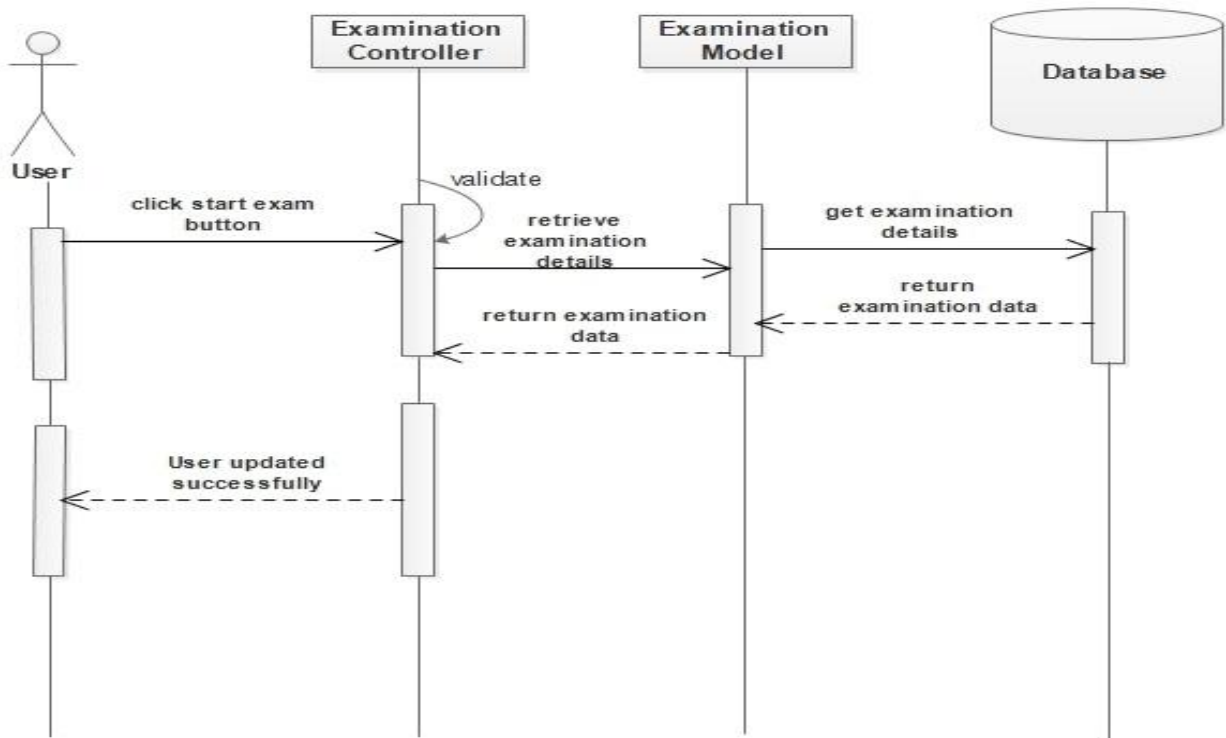 Examination
Controller
Examination
Model
Database
User
validate
click start exam
button
retrieve
examination
details
get examination
details
return
examination data
return examination
data
User updated
successfully